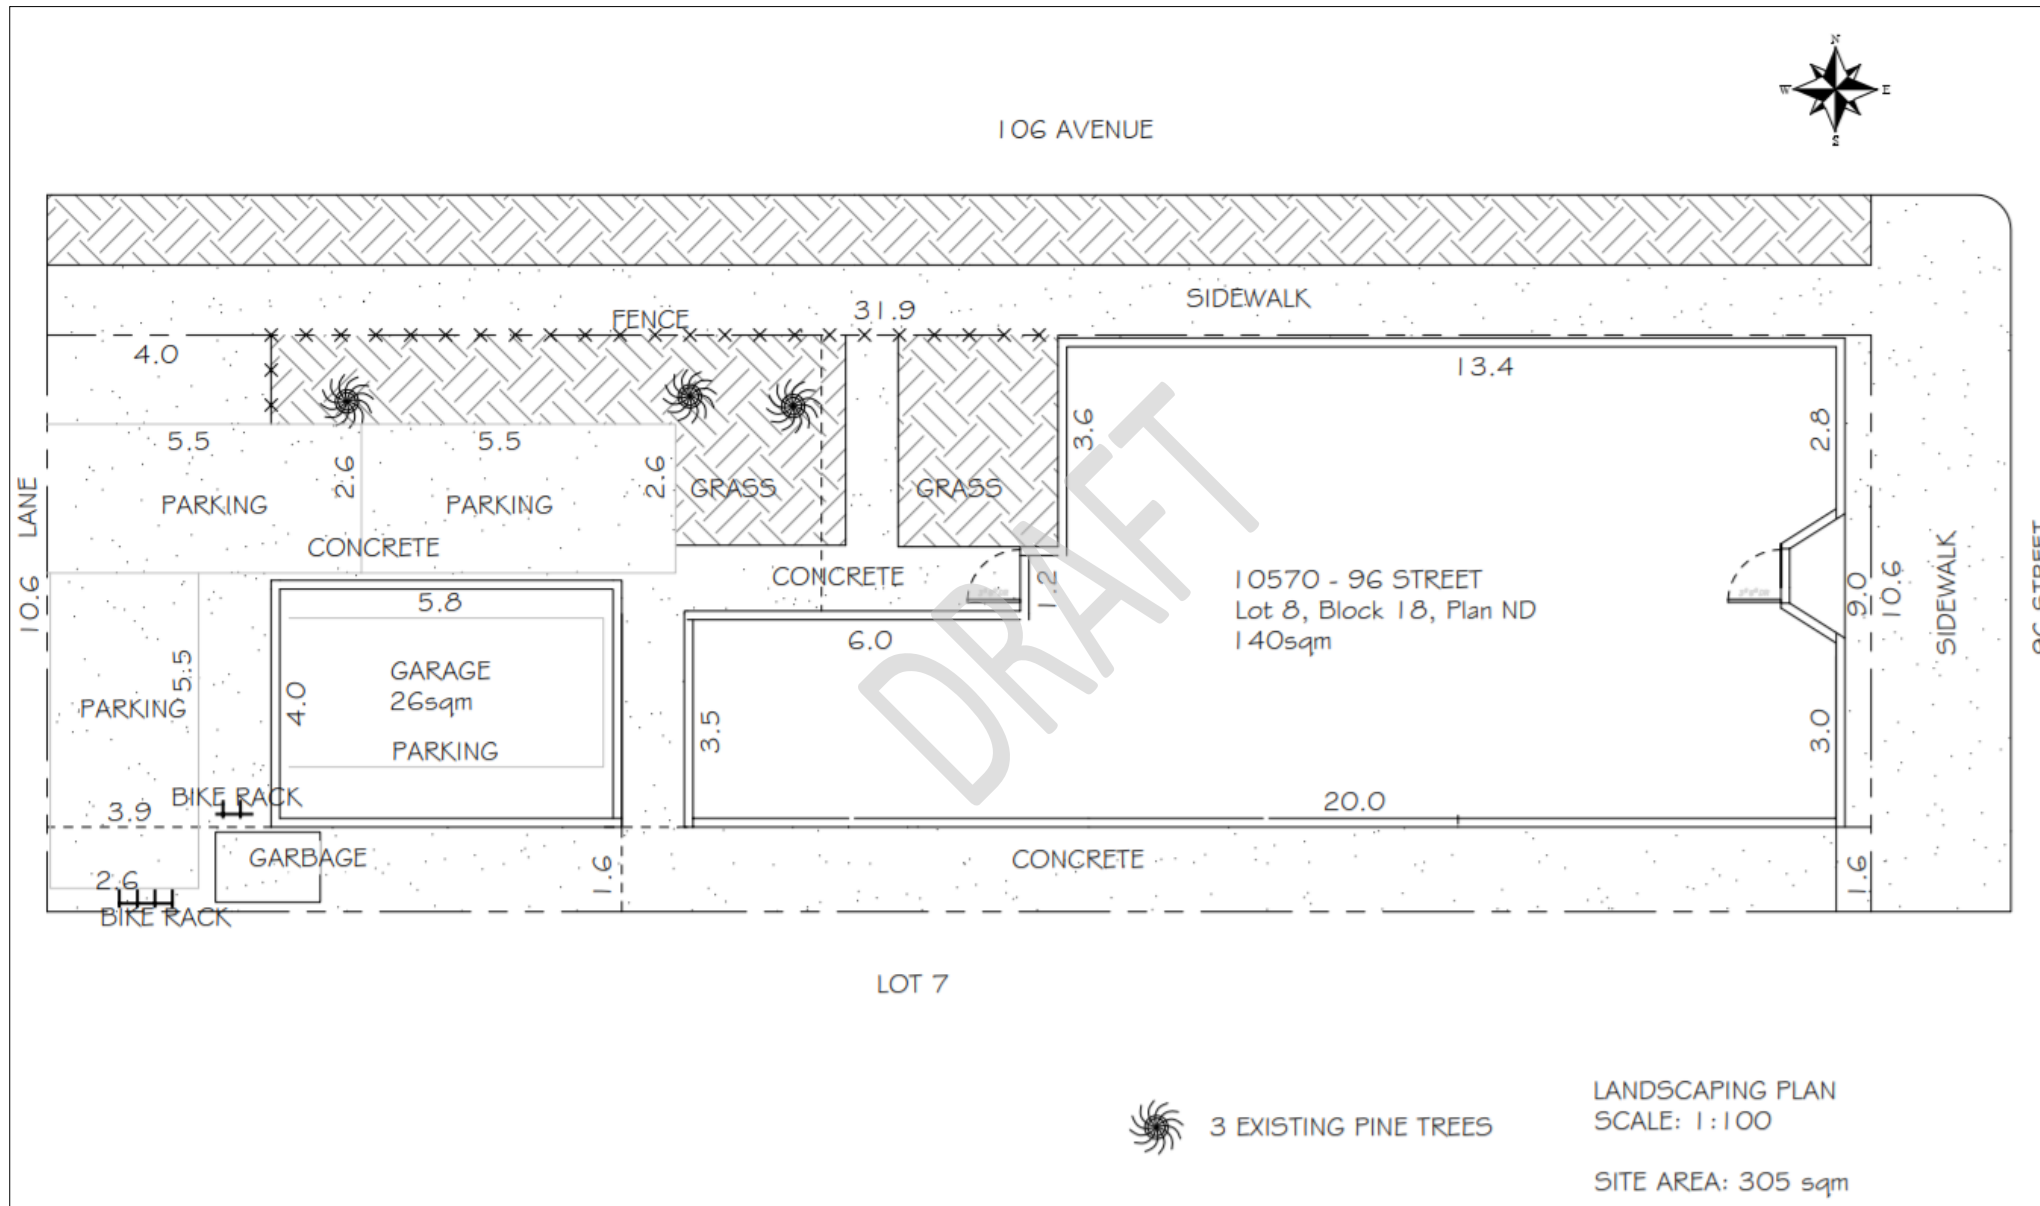 N
W E
S
106 AVENUE
SIDEWALK
FENCE
31.9
4.0
13.4
5.5
5.5
3.6
2.8
2.6
2.6
PARKING
PARKING
GRASS
GRASS
LANE
CONCRETE
CONCRETE
10.6
5.8
1.2
10570 - 96 STREET
Lot 8, Block 18, Plan ND
140sqm
9.0
10.6
SIDEWALK
96 STREET
6.0
GARAGE
26sqm
5.5
4.0
PARKING
PARKING
3.5
3.0
DRAFT
BIKE RACK
3.9
20.0
GARBAGE
CONCRETE
1.6
1.6
2.6
BIKE RACK
LOT 7
3 EXISTING PINE TREES
LANDSCAPING PLAN
SCALE: 1:100
SITE AREA: 305 sqm